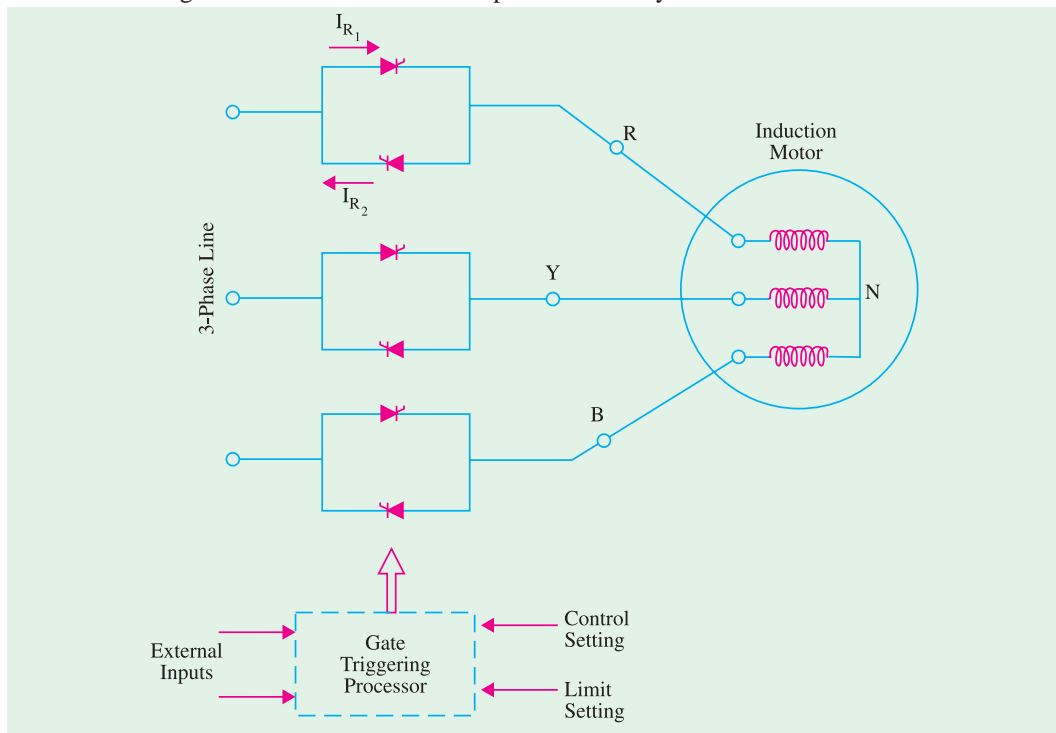 I_R1
I_R2
R
Induction
Motor
3-Phase Line
Y
N
B
External
Inputs
Gate
Triggering
Processor
Control
Setting
Limit
Setting